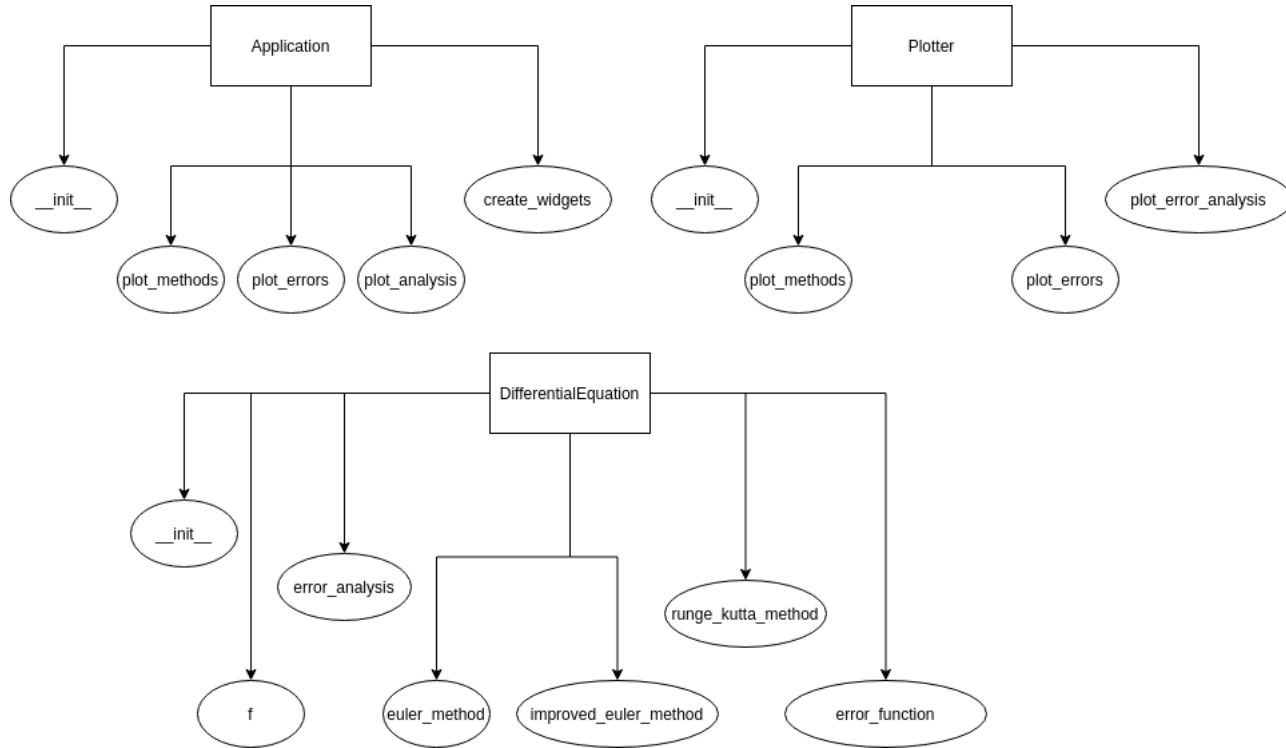 Application
Plotter
__init__
create_widgets
__init__
plot_error_analysis
plot_methods
plot_errors
plot_analysis
plot_methods
plot_errors
DifferentialEquation
__init__
error_analysis
runge_kutta_method
f
euler_method
improved_euler_method
error_function